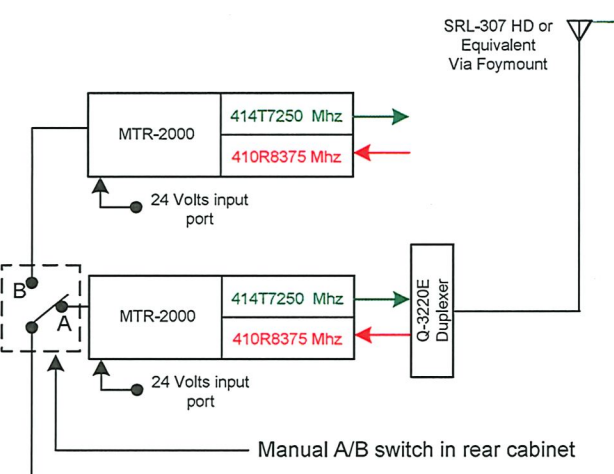 SRL-307 HD or
Equivalent
Via Foymount
414T7250 Mhz
MTR-2000
410R8375 Mhz
24 Volts input
port
B
A
414T7250 Mhz
MTR-2000
410R8375 Mhz
Q-3220E
Duplexer
24 Volts input
port
Manual A/B switch in rear cabinet